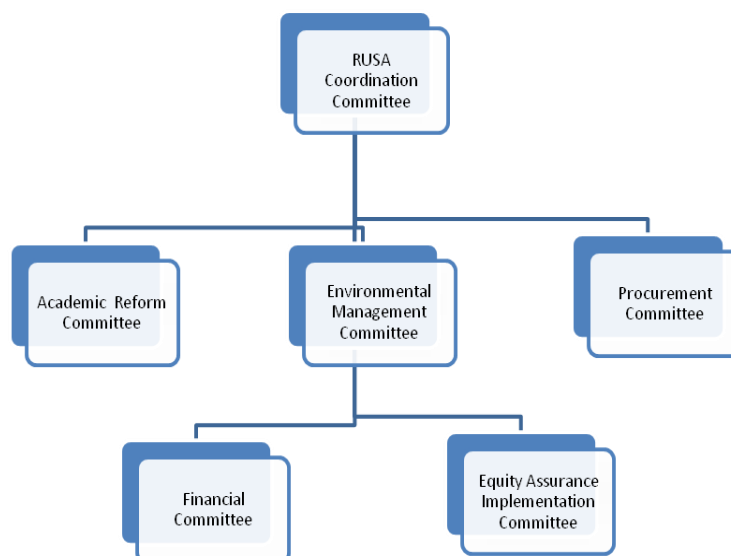 RUSA
Coordination
Committee
Academic Reform
Committee
Environmental
Management
Committee
Procurement
Committee
Financial
Committee
Equity Assurance
Implementation
Committee